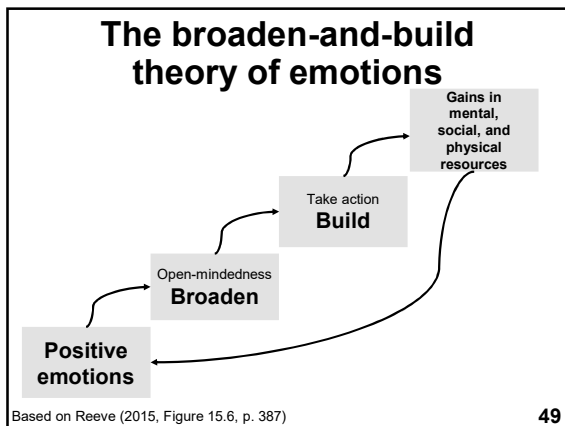 The broaden-and-build
theory of emotions
Gains in
mental,
social, and
physical
resources
Take action
Build
Open-mindedness
Broaden
Positive
emotions
Based on Reeve (2015, Figure 15.6, p. 387)
49